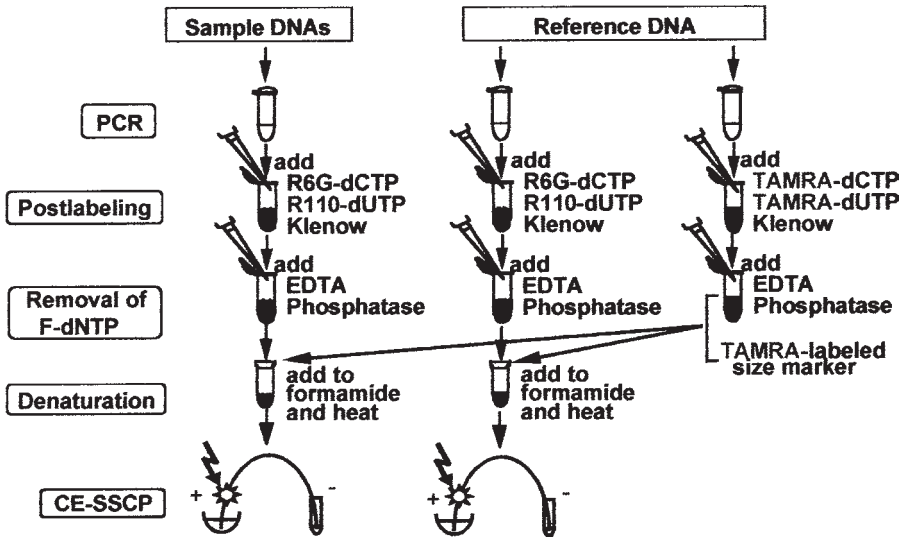 Sample DNAs
Reference DNA
PCR
add
R6G-dCTP
R110-dUTP
Klenow
add
R6G-dCTP
R110-dUTP
Klenow
add
TAMRA-dCTP
TAMRA-dUTP
Klenow
Postlabeling
add
EDTA
Phosphatase
add
EDTA
Phosphatase
add
EDTA
Phosphatase
Removal of
F-dNTP
TAMRA-labeled
size marker
add to
formamide
and heat
add to
formamide
and heat
Denaturation
CE-SSCP
+
-
+
-